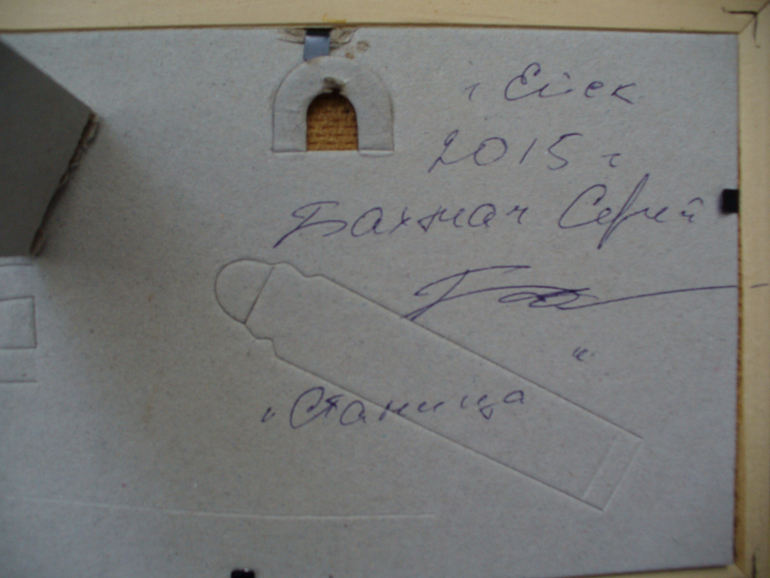 г Ейск
2015 г
Бахмач Сергей
"Станица"